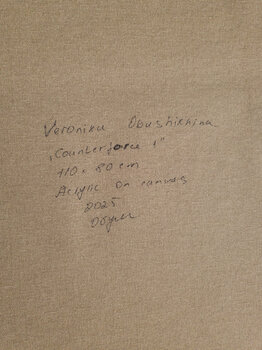 Veronika Obushikhina
„Counterforce 1"
110 x 80 cm
Acrylic on canvas
2025